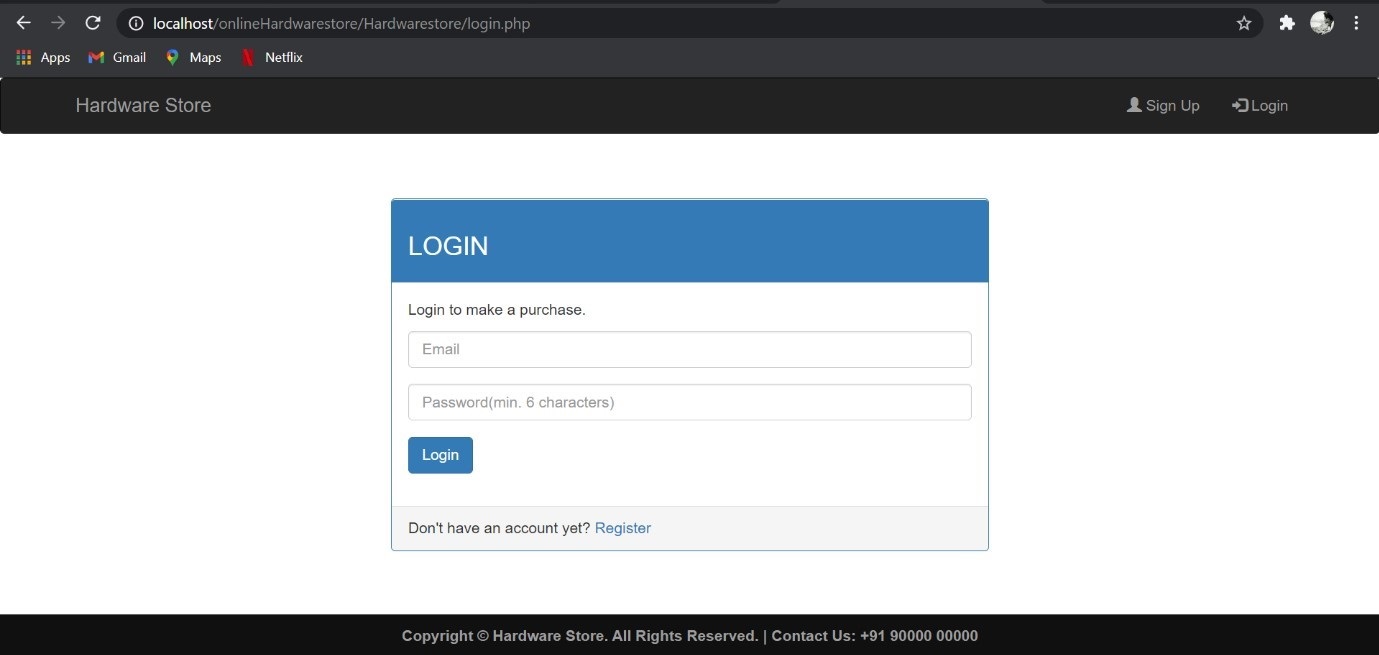 localhost/onlineHardwarestore/Hardwarestore/login.php
Apps Gmail Maps Netflix
Hardware Store Sign Up Login
LOGIN
Login to make a purchase.
Email
Password(min. 6 characters)
Login
Don't have an account yet? Register
Copyright © Hardware Store. All Rights Reserved. | Contact Us: +91 90000 00000